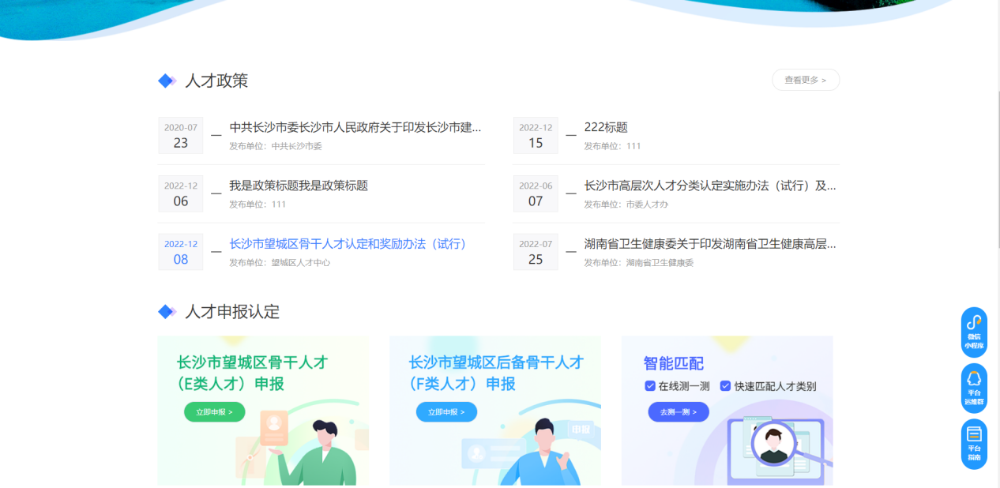 人才政策
查看更多 >
2020-07
23
中共长沙市委长沙市人民政府关于印发长沙市建...
发布单位：中共长沙市委
2022-12
15
222标题
发布单位：111
2022-12
06
我是政策标题我是政策标题
发布单位：111
2022-06
07
长沙市高层次人才分类认定实施办法（试行）及...
发布单位：市委人才办
2022-12
08
长沙市望城区骨干人才认定和奖励办法（试行）
发布单位：望城区人才中心
2022-07
25
湖南省卫生健康委关于印发湖南省卫生健康高层...
发布单位：湖南省卫生健康委
人才申报认定
长沙市望城区骨干人才
（E类人才）申报
立即申报 >
长沙市望城区后备骨干人才
（F类人才）申报
立即申报 >
申报
智能匹配
在线测一测 快速匹配人才类别
去测一测 >
微信
小程序
平台
运维群
平台
指南